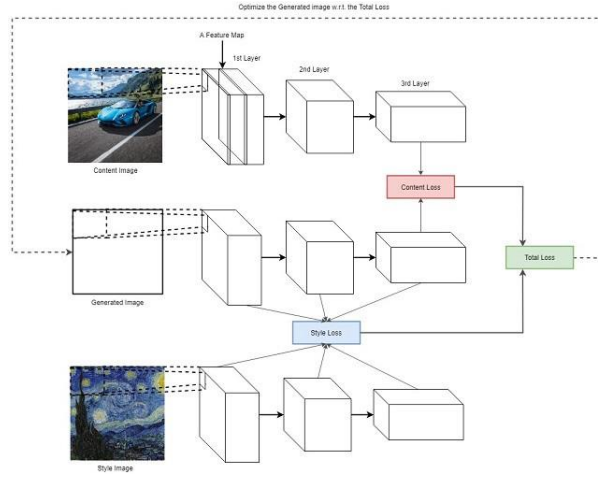 Optimize the Generated image w.r.t. the Total Loss
A Feature Map
1st Layer
2nd Layer
3rd Layer
Content Image
Content Loss
Total Loss
Generated Image
Style Loss
Style Image